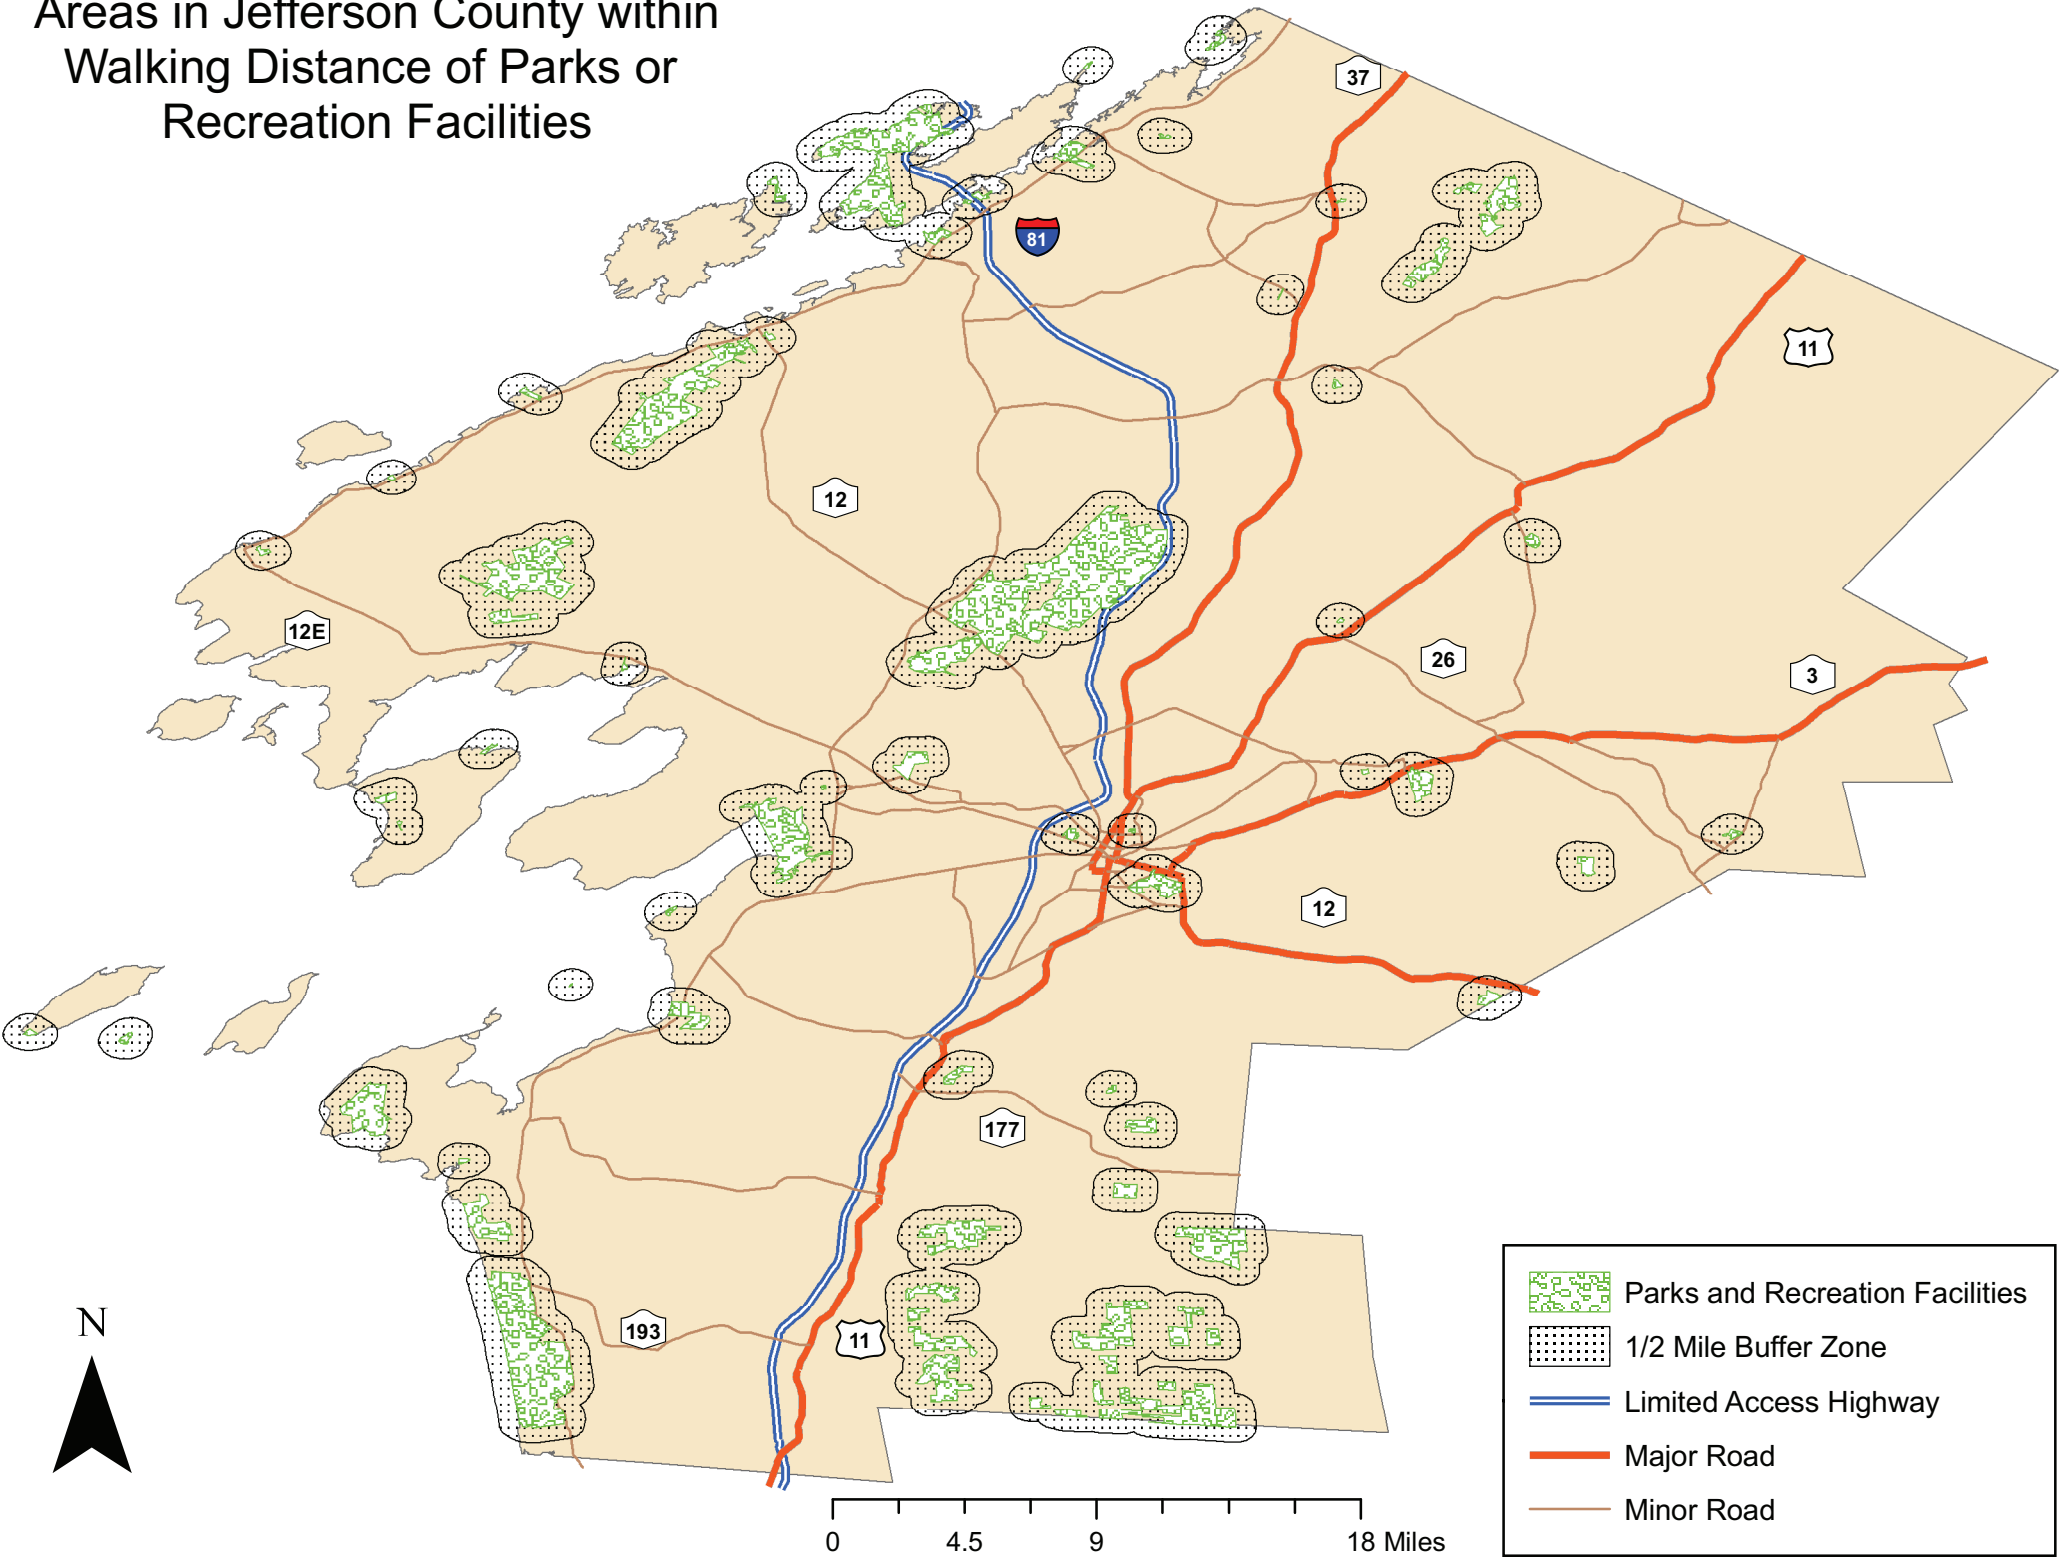 Areas in Jefferson County within
Walking Distance of Parks or
Recreation Facilities
37
81
11
12
12E
26
3
12
177
193
11
N
Parks and Recreation Facilities
1/2 Mile Buffer Zone
Limited Access Highway
Major Road
Minor Road
0 4.5 9 18 Miles